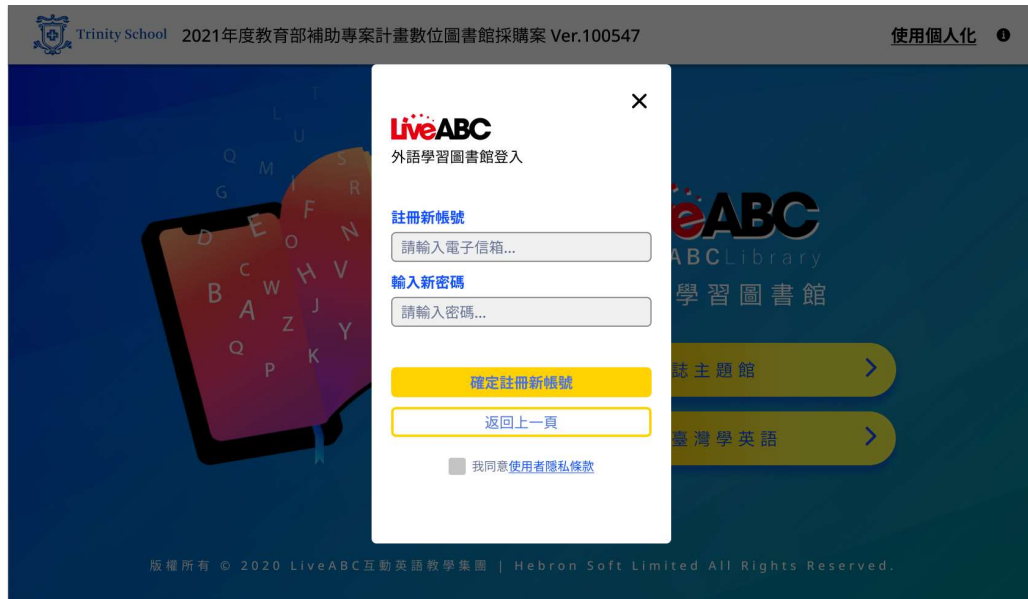 Trinity School 2021年度教育部補助專案計畫數位圖書館採購案 Ver.100547
使用個人化
LiveABC
外語學習圖書館登入
註冊新帳號
請輸入電子信箱...
輸入新密碼
請輸入密碼...
確定註冊新帳號
返回上一頁
我同意使用者隱私條款
T
L
U
Q
M
S
G
I
R
F
D
E
O
N
C
H
V
B
W
A
J
Z
Y
Q
K
P
eABC
ABCLibrary
學習圖書館
誌主題館
臺灣學英語
版權所有 © 2020 LiveABC互動英語教學集團 | Hebron Soft Limited All Rights Reserved.